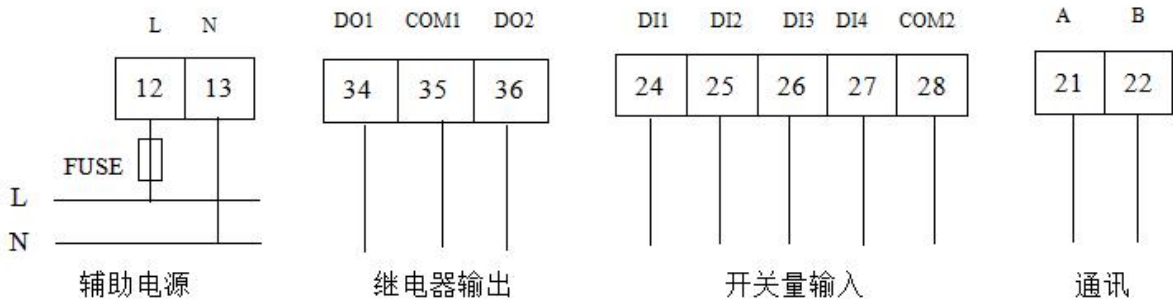 L N DO1 COM1 DO2 DI1 DI2 DI3 DI4 COM2 A B
12 13 34 35 36 24 25 26 27 28 21 22
FUSE
L
N
辅助电源 继电器输出 开关量输入 通讯